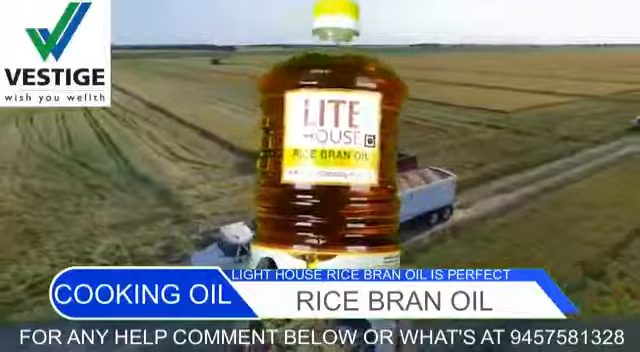 VESTIGE
wish you wellth
LITE
HOUSE
RICE BRAN OIL
LIGHT HOUSE RICE BRAN OIL IS PERFECT
COOKING OIL
RICE BRAN OIL
FOR ANY HELP COMMENT BELOW OR WHAT'S AT 9457581328